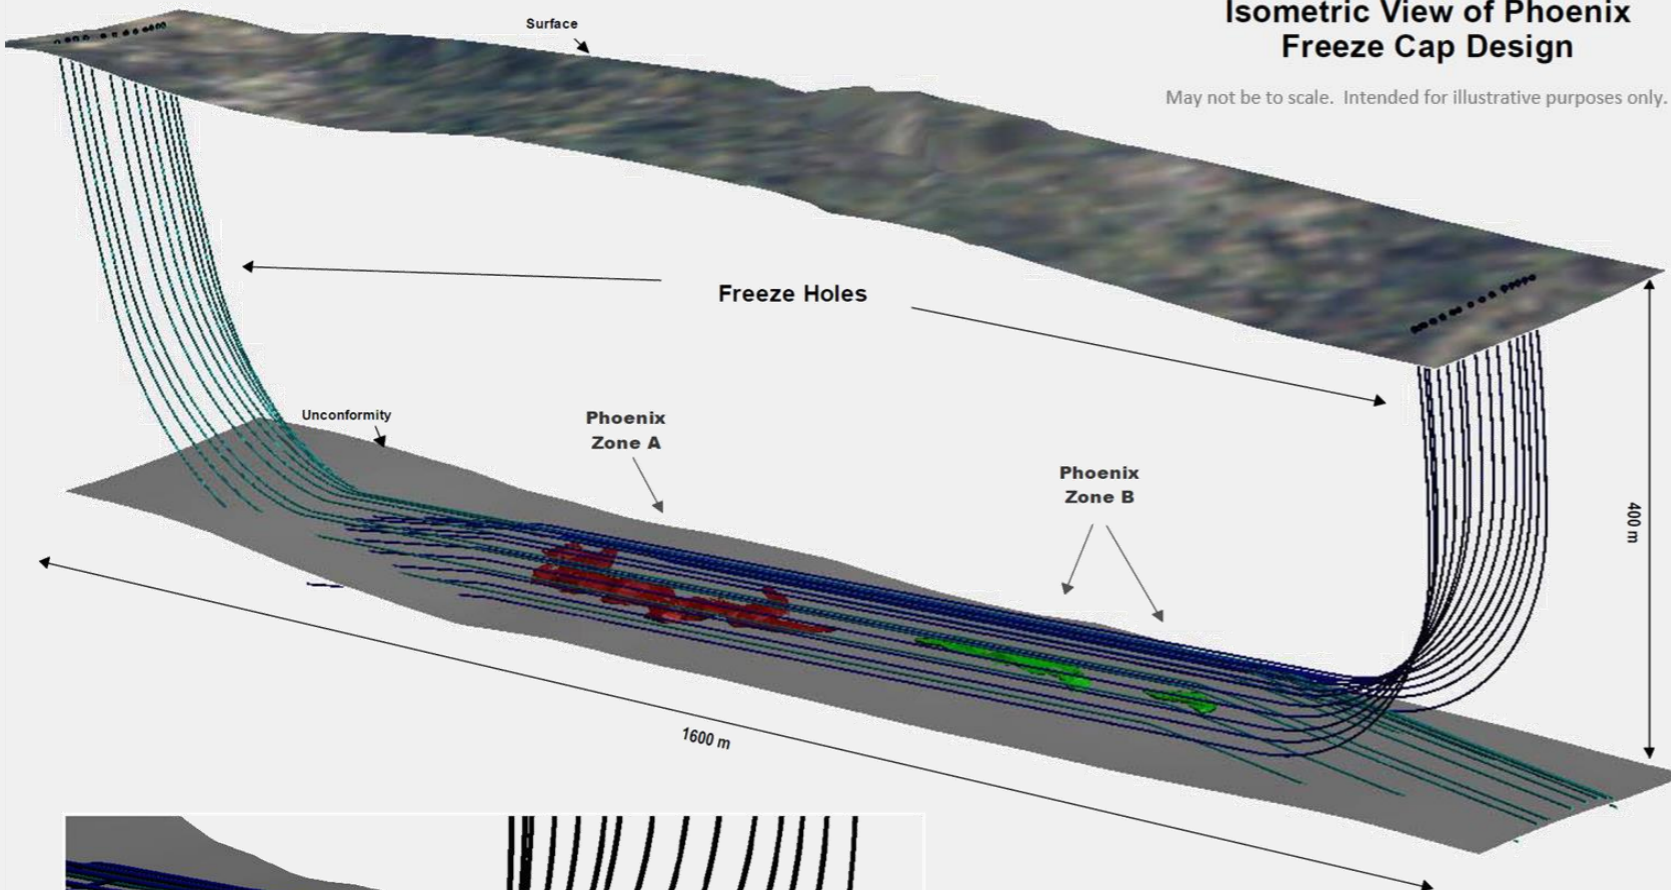 Isometric View of Phoenix
Freeze Cap Design
May not be to scale.  Intended for illustrative purposes only.
Surface
Freeze Holes
Unconformity
Phoenix
Zone A
Phoenix
Zone B
400 m
1600 m